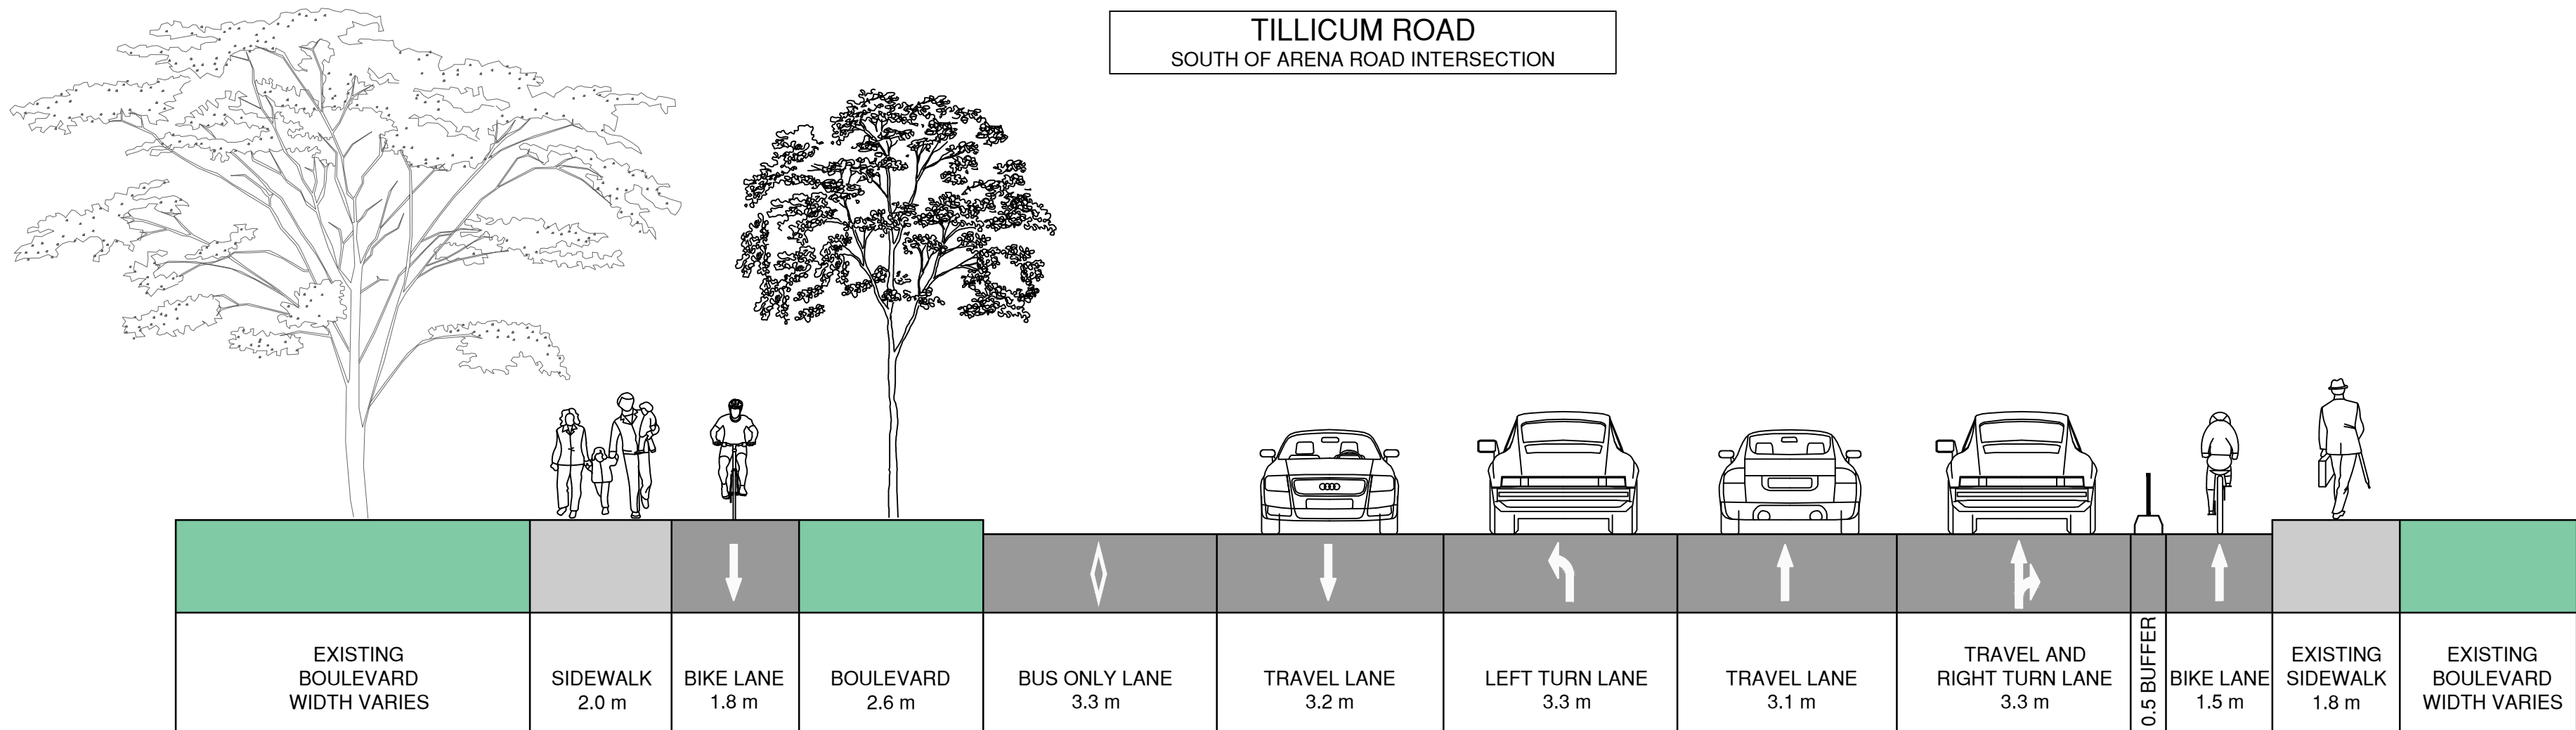 TILLICUM ROAD
SOUTH OF ARENA ROAD INTERSECTION
EXISTING
BOULEVARD
WIDTH VARIES
SIDEWALK
2.0 m
BIKE LANE
1.8 m
BOULEVARD
2.6 m
BUS ONLY LANE
3.3 m
TRAVEL LANE
3.2 m
LEFT TURN LANE
3.3 m
TRAVEL LANE
3.1 m
TRAVEL AND
RIGHT TURN LANE
3.3 m
0.5 BUFFER
BIKE LANE
1.5 m
EXISTING
SIDEWALK
1.8 m
EXISTING
BOULEVARD
WIDTH VARIES